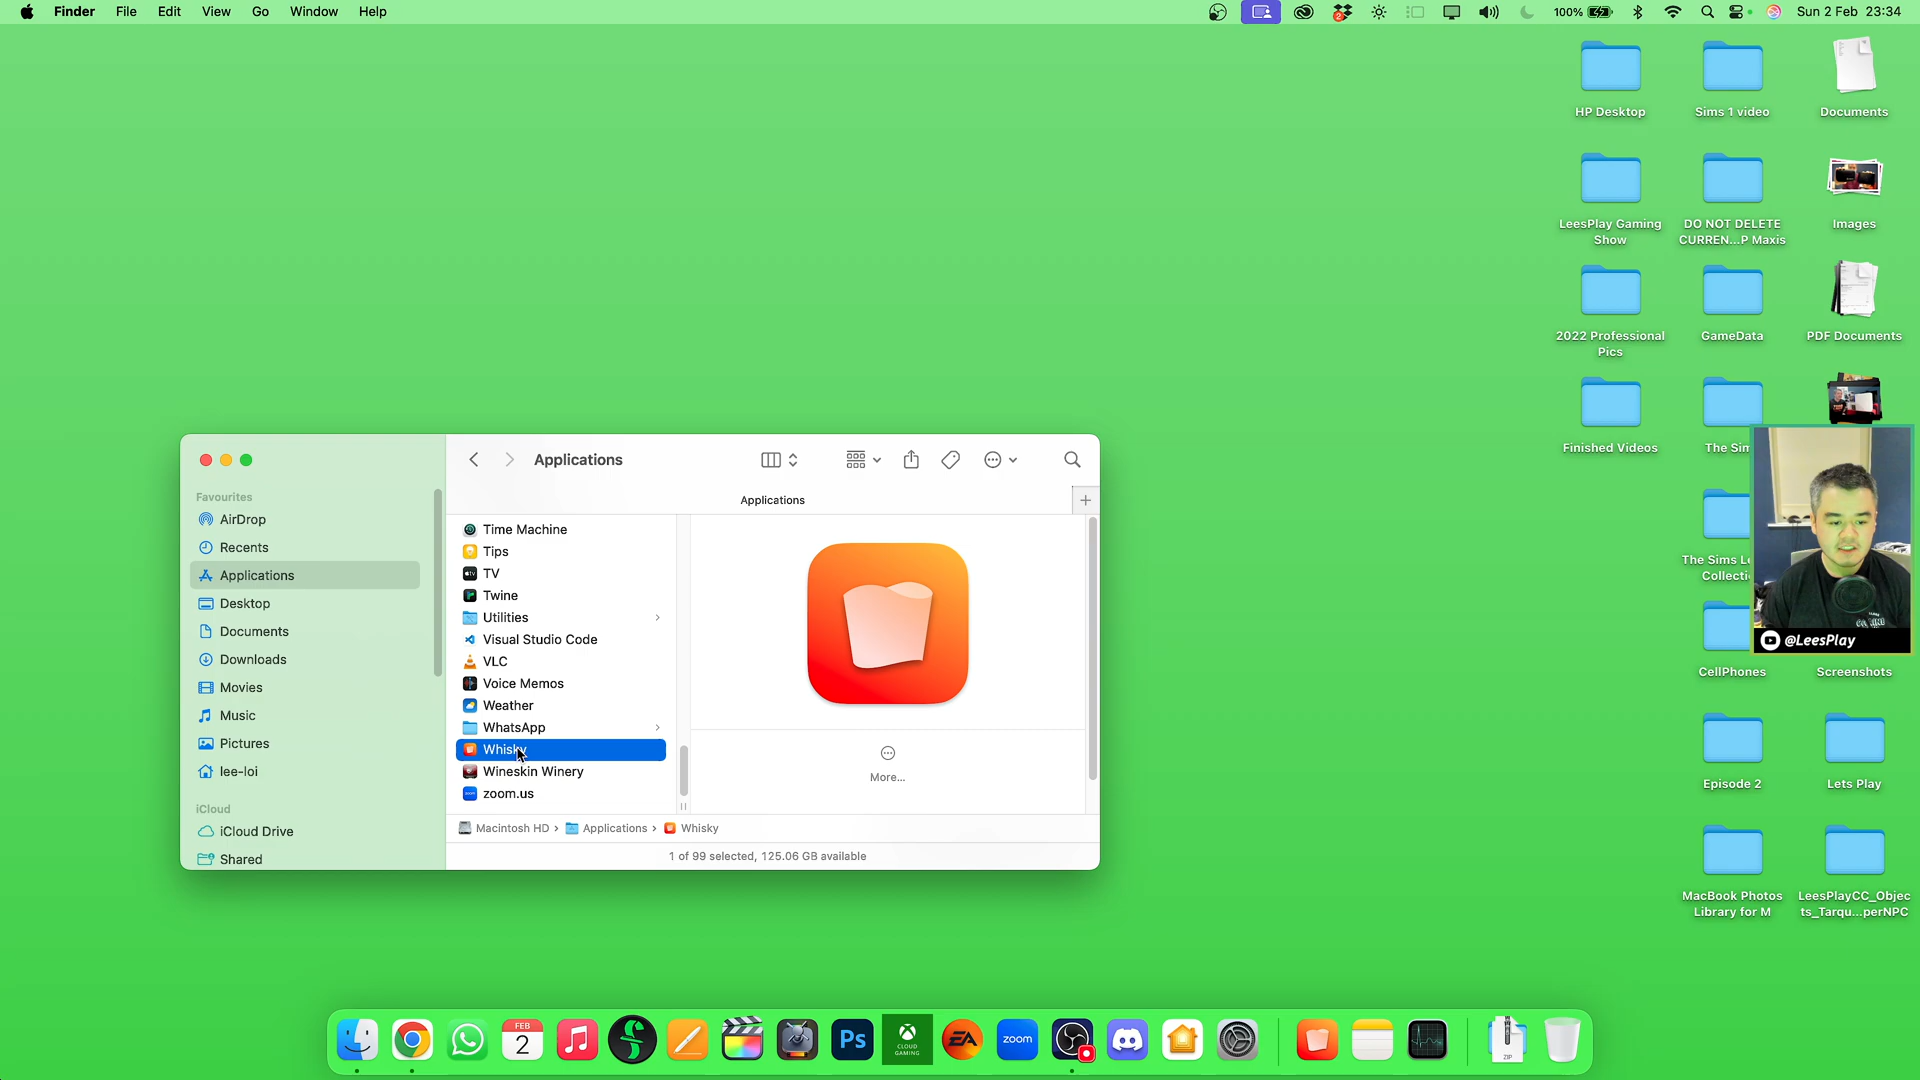 Finder File Edit View Go Window Help
100% Sun 2 Feb 23:34
HP Desktop
Sims 1 video
Documents
LeesPlay Gaming
Show
DO NOT DELETE
CURREN...P Maxis
Images
2022 Professional
Pics
GameData
PDF Documents
Finished Videos
The Sim
The Sims Le
Collecti
@LeesPlay
CellPhones
Screenshots
Episode 2
Lets Play
MacBook Photos
Library for M
LeesPlayCC_Objec
ts_Tarqu...perNPC
Applications
Applications
Favourites
AirDrop
Recents
Applications
Desktop
Documents
Downloads
Movies
Music
Pictures
lee-loi
iCloud
iCloud Drive
Shared
Time Machine
Tips
TV
Twine
Utilities
Visual Studio Code
VLC
Voice Memos
Weather
WhatsApp
Whisky
Wineskin Winery
zoom.us
More...
Macintosh HD › Applications › Whisky
1 of 99 selected, 125.06 GB available
FEB
2
Ps
CLOUD
GAMING
EA
zoom
ZIP